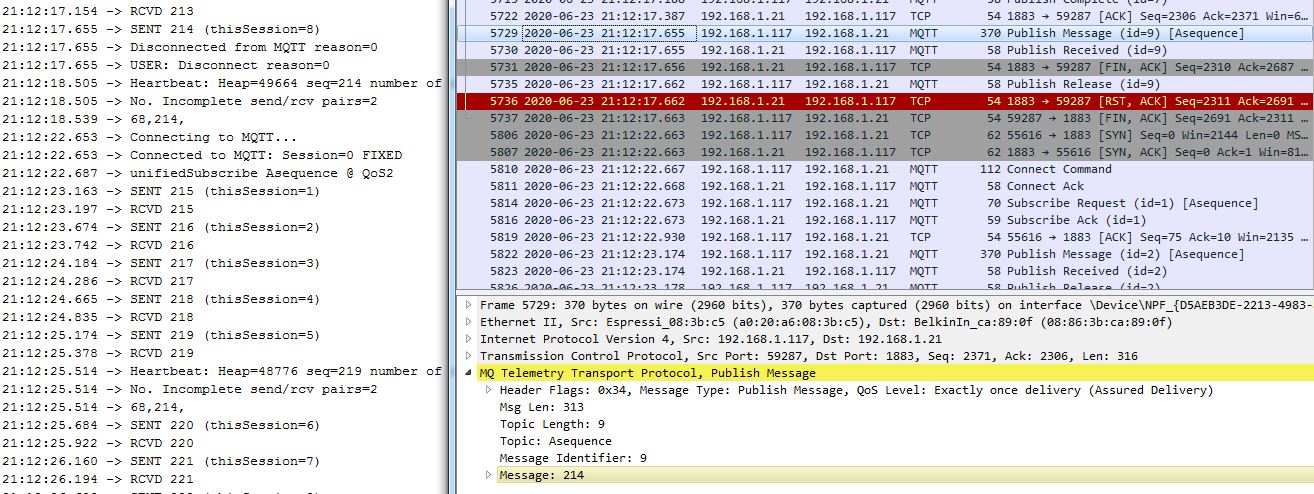 21:12:17.154 -> RCVD 213
21:12:17.655 -> SENT 214 (thisSession=8)
21:12:17.655 -> Disconnected from MQTT reason=0
21:12:17.655 -> USER: Disconnect reason=0
21:12:18.505 -> Heartbeat: Heap=49664 seq=214 number of
21:12:18.505 -> No. Incomplete send/rcv pairs=2
21:12:18.539 -> 68,214,
21:12:22.653 -> Connecting to MQTT...
21:12:22.653 -> Connected to MQTT: Session=0 FIXED
21:12:22.687 -> unifiedSubscribe Asequence @ QoS2
21:12:23.163 -> SENT 215 (thisSession=1)
21:12:23.197 -> RCVD 215
21:12:23.674 -> SENT 216 (thisSession=2)
21:12:23.742 -> RCVD 216
21:12:24.184 -> SENT 217 (thisSession=3)
21:12:24.286 -> RCVD 217
21:12:24.665 -> SENT 218 (thisSession=4)
21:12:24.835 -> RCVD 218
21:12:25.174 -> SENT 219 (thisSession=5)
21:12:25.378 -> RCVD 219
21:12:25.514 -> Heartbeat: Heap=48776 seq=219 number of
21:12:25.514 -> No. Incomplete send/rcv pairs=2
21:12:25.514 -> 68,214,
21:12:25.684 -> SENT 220 (thisSession=6)
21:12:25.922 -> RCVD 220
21:12:26.160 -> SENT 221 (thisSession=7)
21:12:26.194 -> RCVD 221
5722 2020-06-23 21:12:17.387 192.168.1.21 192.168.1.117 TCP 54 1883 → 59287 [ACK] Seq=2306 Ack=2371 Win=6…
5729 2020-06-23 21:12:17.655 192.168.1.117 192.168.1.21 MQTT 370 Publish Message (id=9) [Asequence]
5730 2020-06-23 21:12:17.655 192.168.1.21 192.168.1.117 MQTT 58 Publish Received (id=9)
5731 2020-06-23 21:12:17.656 192.168.1.21 192.168.1.117 TCP 54 1883 → 59287 [FIN, ACK] Seq=2310 Ack=2687 …
5735 2020-06-23 21:12:17.662 192.168.1.117 192.168.1.21 MQTT 58 Publish Release (id=9)
5736 2020-06-23 21:12:17.662 192.168.1.21 192.168.1.117 TCP 54 1883 → 59287 [RST, ACK] Seq=2311 Ack=2691 …
5737 2020-06-23 21:12:17.663 192.168.1.117 192.168.1.21 TCP 54 59287 → 1883 [FIN, ACK] Seq=2691 Ack=2311 …
5806 2020-06-23 21:12:22.663 192.168.1.117 192.168.1.21 TCP 62 55616 → 1883 [SYN] Seq=0 Win=2144 Len=0 MS…
5807 2020-06-23 21:12:22.663 192.168.1.21 192.168.1.117 TCP 62 1883 → 55616 [SYN, ACK] Seq=0 Ack=1 Win=81…
5810 2020-06-23 21:12:22.667 192.168.1.117 192.168.1.21 MQTT 112 Connect Command
5811 2020-06-23 21:12:22.668 192.168.1.21 192.168.1.117 MQTT 58 Connect Ack
5814 2020-06-23 21:12:22.673 192.168.1.117 192.168.1.21 MQTT 70 Subscribe Request (id=1) [Asequence]
5816 2020-06-23 21:12:22.673 192.168.1.21 192.168.1.117 MQTT 59 Subscribe Ack (id=1)
5819 2020-06-23 21:12:22.930 192.168.1.117 192.168.1.21 TCP 54 55616 → 1883 [ACK] Seq=75 Ack=10 Win=2135 …
5822 2020-06-23 21:12:23.174 192.168.1.117 192.168.1.21 MQTT 370 Publish Message (id=2) [Asequence]
5823 2020-06-23 21:12:23.174 192.168.1.21 192.168.1.117 MQTT 58 Publish Received (id=2)
Frame 5729: 370 bytes on wire (2960 bits), 370 bytes captured (2960 bits) on interface \Device\NPF_{D5AEB3DE-2213-4983-
Ethernet II, Src: Espressi_08:3b:c5 (a0:20:a6:08:3b:c5), Dst: BelkinIn_ca:89:0f (08:86:3b:ca:89:0f)
Internet Protocol Version 4, Src: 192.168.1.117, Dst: 192.168.1.21
Transmission Control Protocol, Src Port: 59287, Dst Port: 1883, Seq: 2371, Ack: 2306, Len: 316
MQ Telemetry Transport Protocol, Publish Message
Header Flags: 0x34, Message Type: Publish Message, QoS Level: Exactly once delivery (Assured Delivery)
Msg Len: 313
Topic Length: 9
Topic: Asequence
Message Identifier: 9
Message: 214